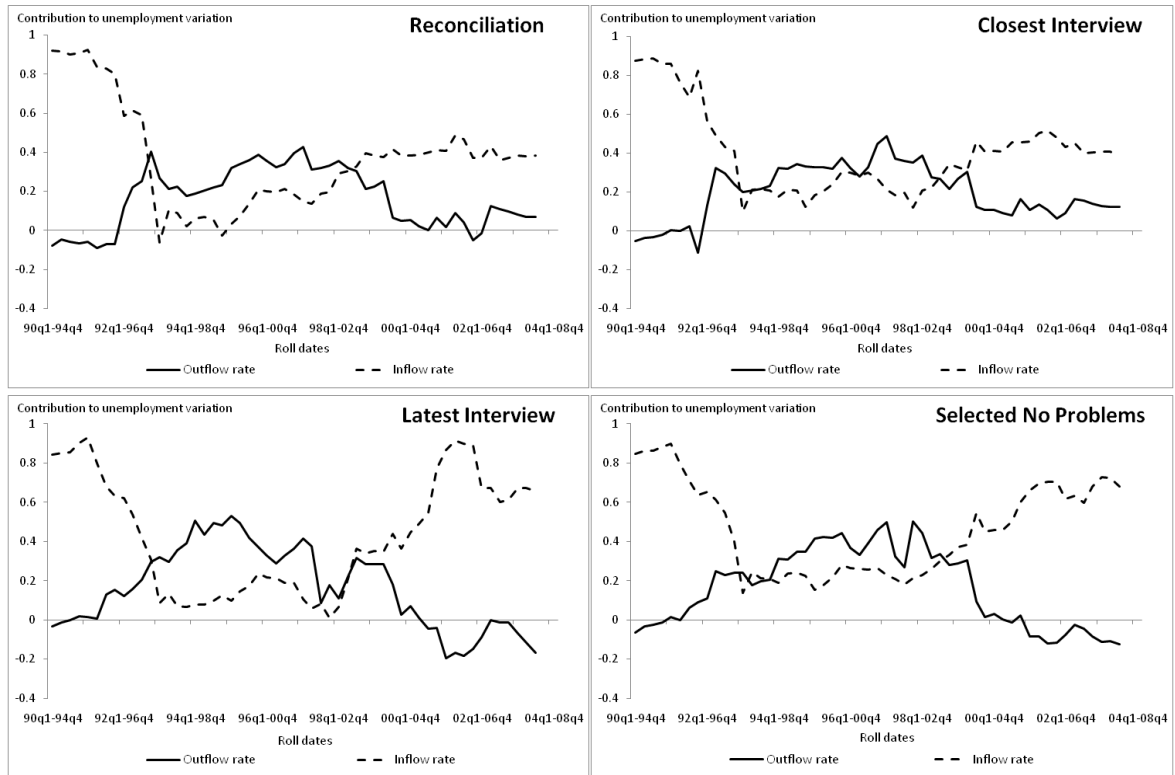 Contribution to unemployment variation
Reconciliation
1
0.8
0.6
0.4
0.2
0
-0.2
-0.4
90q1-94q4 92q1-96q4 94q1-98q4 96q1-00q4 98q1-02q4 00q1-04q4 02q1-06q4 04q1-08q4
Roll dates
Outflow rate Inflow rate
Contribution to unemployment variation
Closest Interview
1
0.8
0.6
0.4
0.2
0
-0.2
-0.4
90q1-94q4 92q1-96q4 94q1-98q4 96q1-00q4 98q1-02q4 00q1-04q4 02q1-06q4 04q1-08q4
Roll dates
Outflow rate Inflow rate
Contribution to unemployment variation
Latest Interview
1
0.8
0.6
0.4
0.2
0
-0.2
-0.4
90q1-94q4 92q1-96q4 94q1-98q4 96q1-00q4 98q1-02q4 00q1-04q4 02q1-06q4 04q1-08q4
Roll dates
Outflow rate Inflow rate
Contribution to unemployment variation
Selected No Problems
1
0.8
0.6
0.4
0.2
0
-0.2
-0.4
90q1-94q4 92q1-96q4 94q1-98q4 96q1-00q4 98q1-02q4 00q1-04q4 02q1-06q4 04q1-08q4
Roll dates
Outflow rate Inflow rate